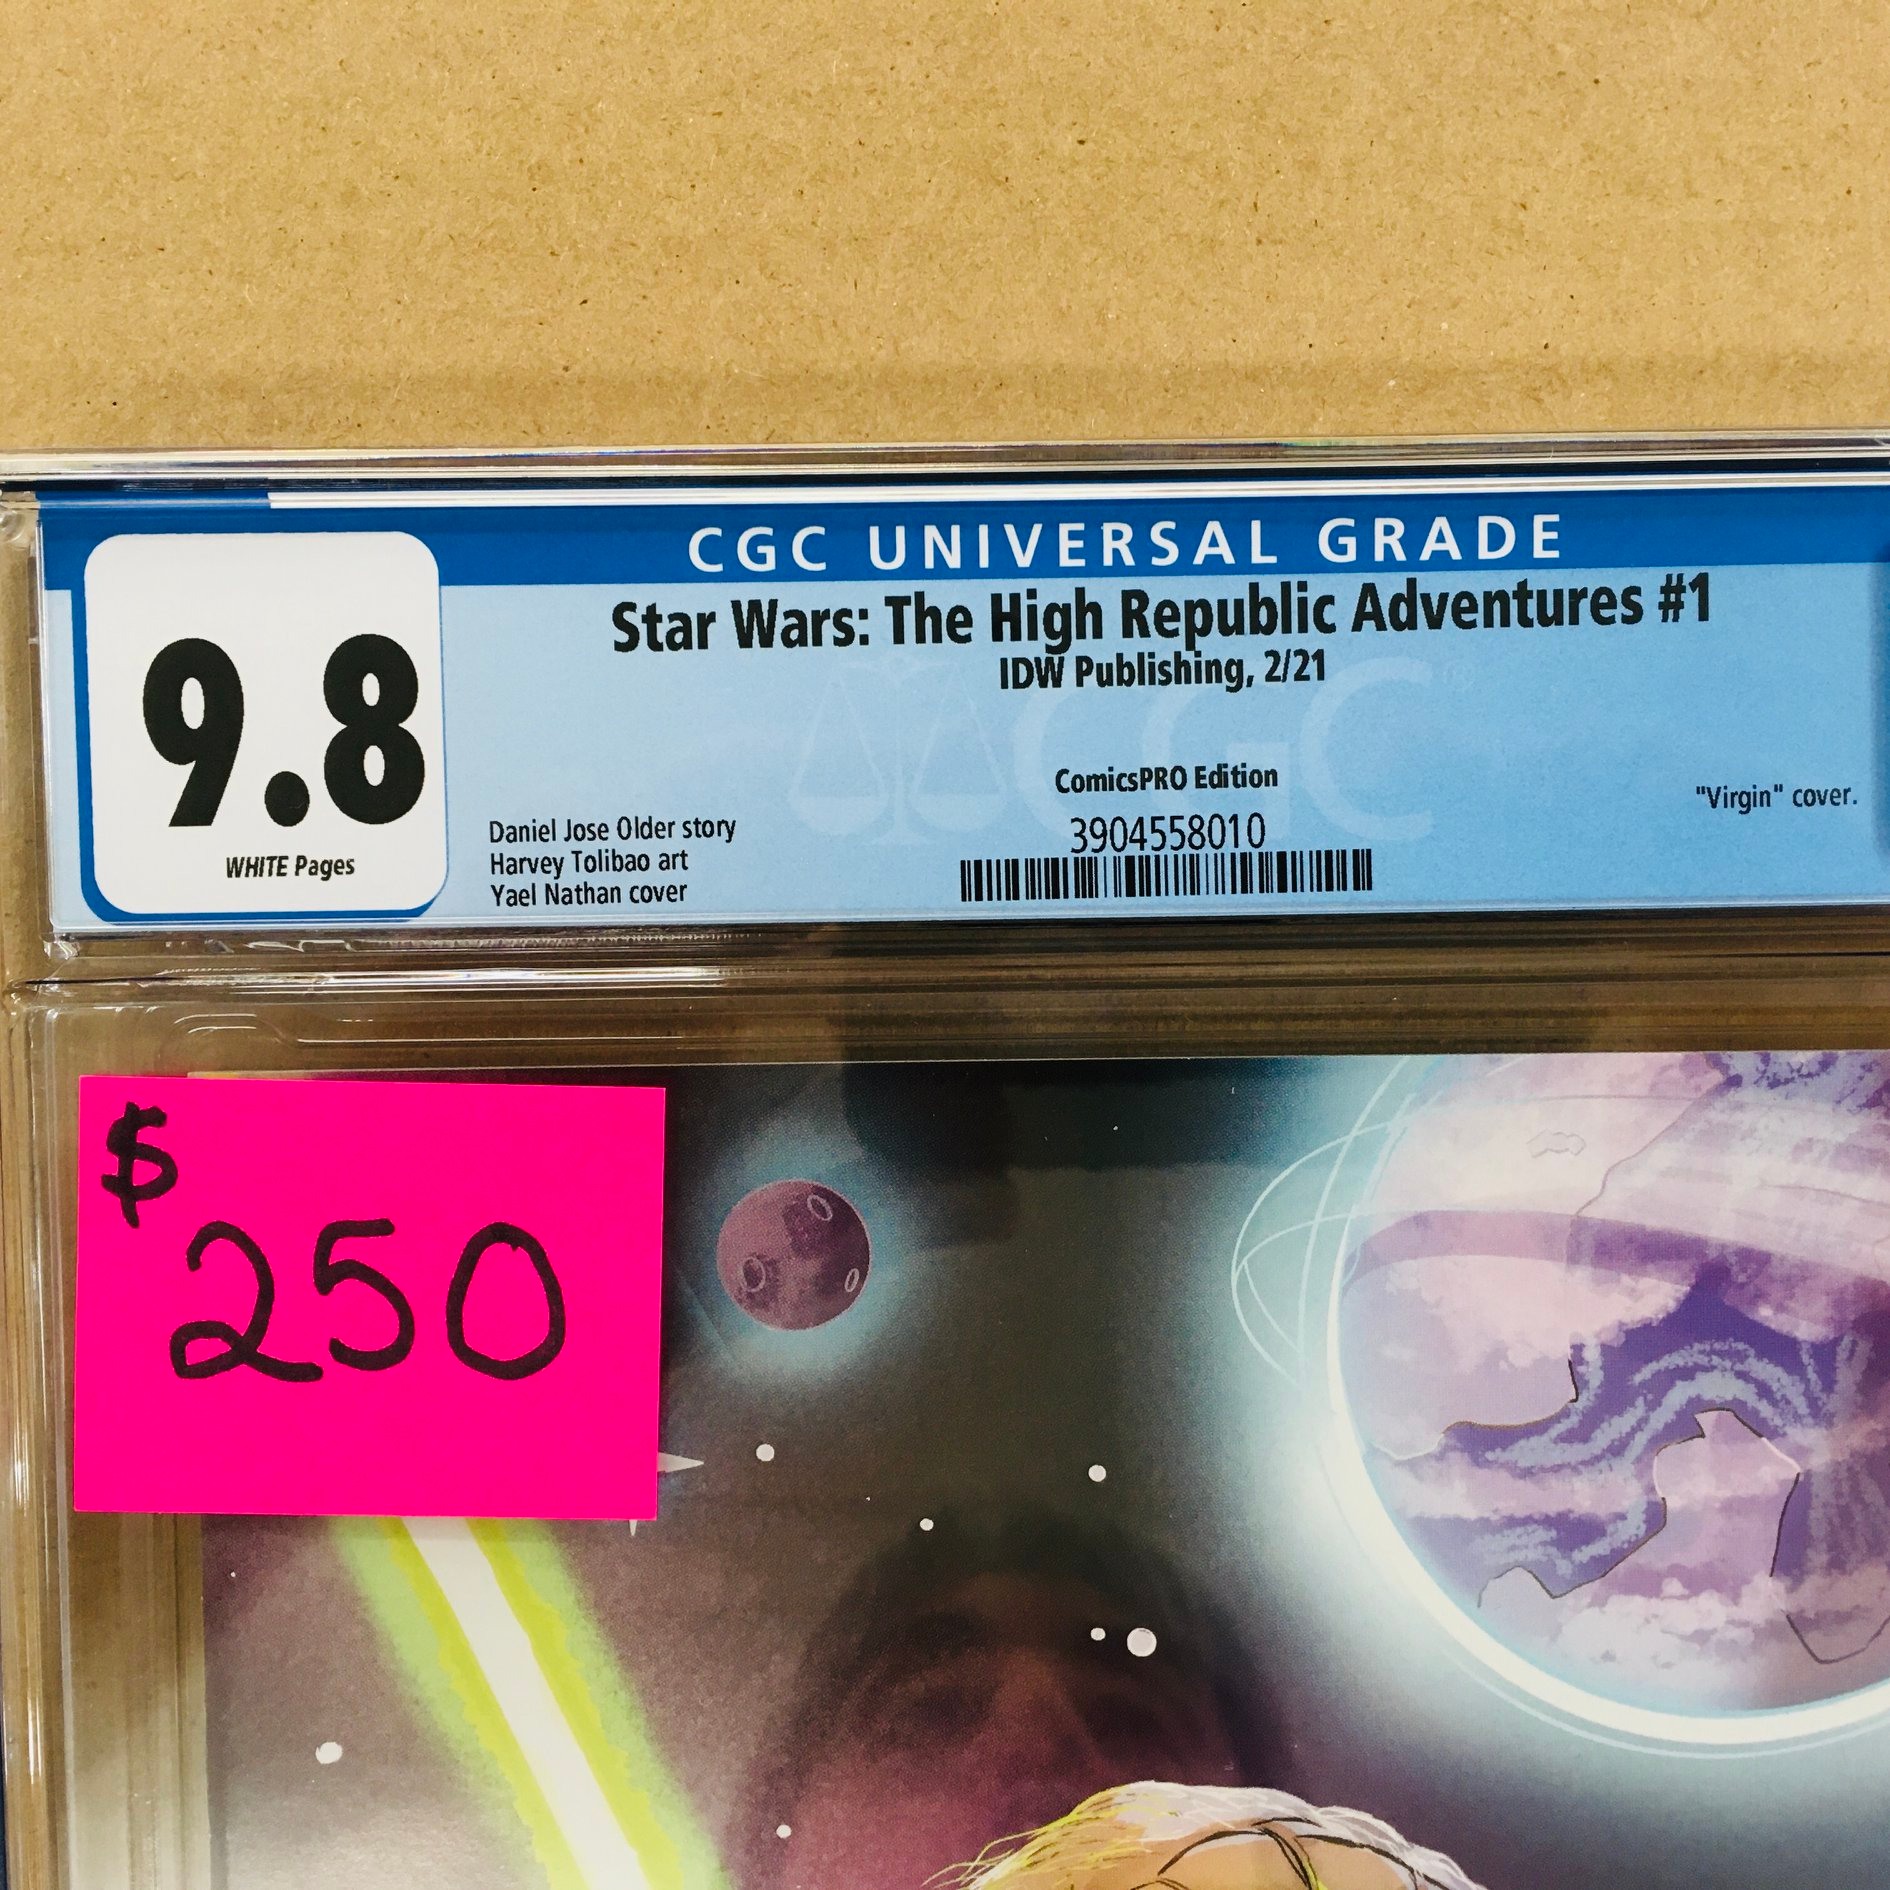 CGC UNIVERSAL GRADE
Star Wars: The High Republic Adventures #1
IDW Publishing, 2/21
9.8
WHITE Pages
ComicsPRO Edition
3904558010
Daniel Jose Older story
Harvey Tolibao art
Yael Nathan cover
"Virgin" cover.
CGC
$
250